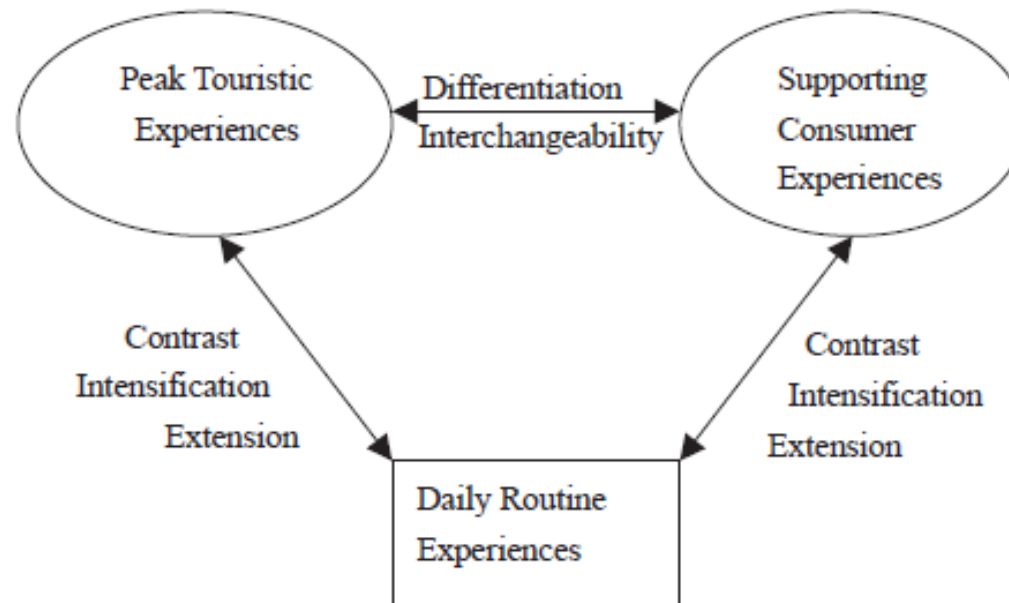 Peak Touristic
Experiences
Differentiation
Interchangeability
Supporting
Consumer
Experiences
Contrast
Intensification
Extension
Contrast
Intensification
Extension
Daily Routine
Experiences